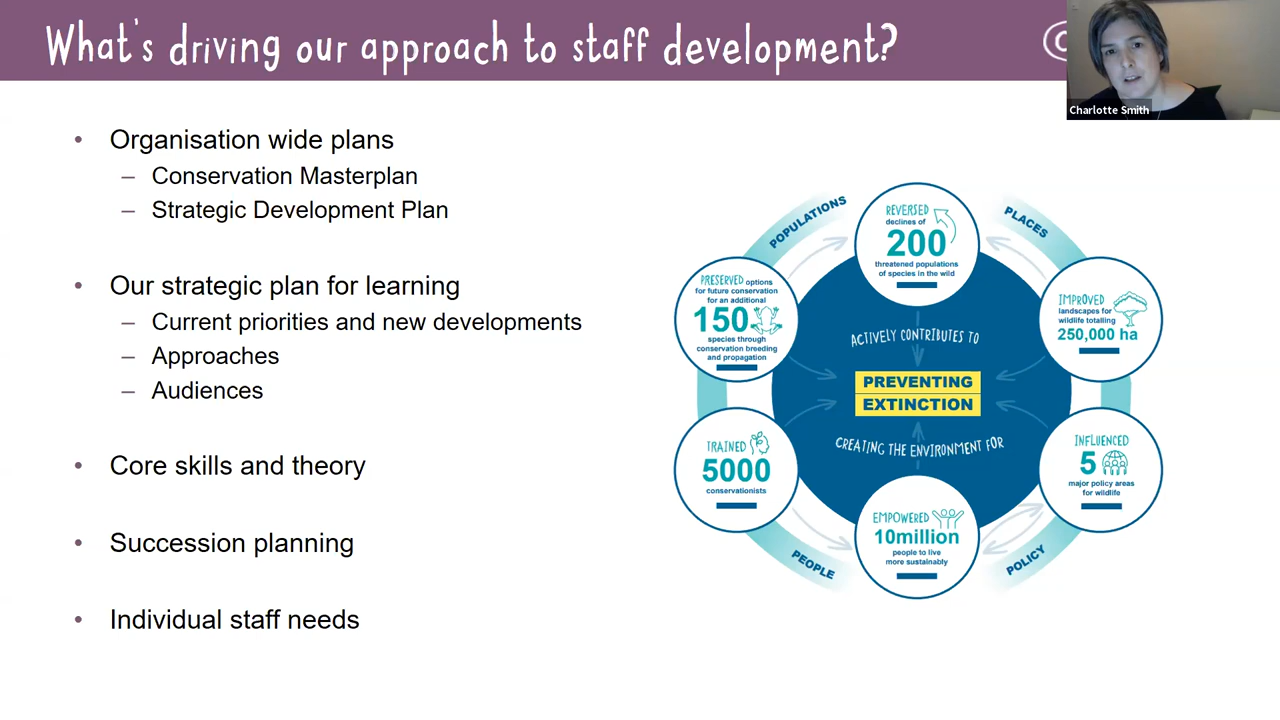 What's driving our approach to staff development?
Charlotte Smith
• Organisation wide plans
– Conservation Masterplan
– Strategic Development Plan
• Our strategic plan for learning
– Current priorities and new developments
– Approaches
– Audiences
• Core skills and theory
• Succession planning
• Individual staff needs
POPULATIONS
PLACES
REVERSED
declines of
200
threatened populations
of species in the wild
PRESERVED options
for future conservation
for an additional
150
species through
conservation breeding
and propagation
IMPROVED
landscapes for
wildlife totalling
250,000 ha
ACTIVELY CONTRIBUTES TO
PREVENTING
EXTINCTION
CREATING THE ENVIRONMENT FOR
TRAINED
5000
conservationists
INFLUENCED
5
major policy areas
for wildlife
EMPOWERED
10million
people to live
more sustainably
PEOPLE
POLICY